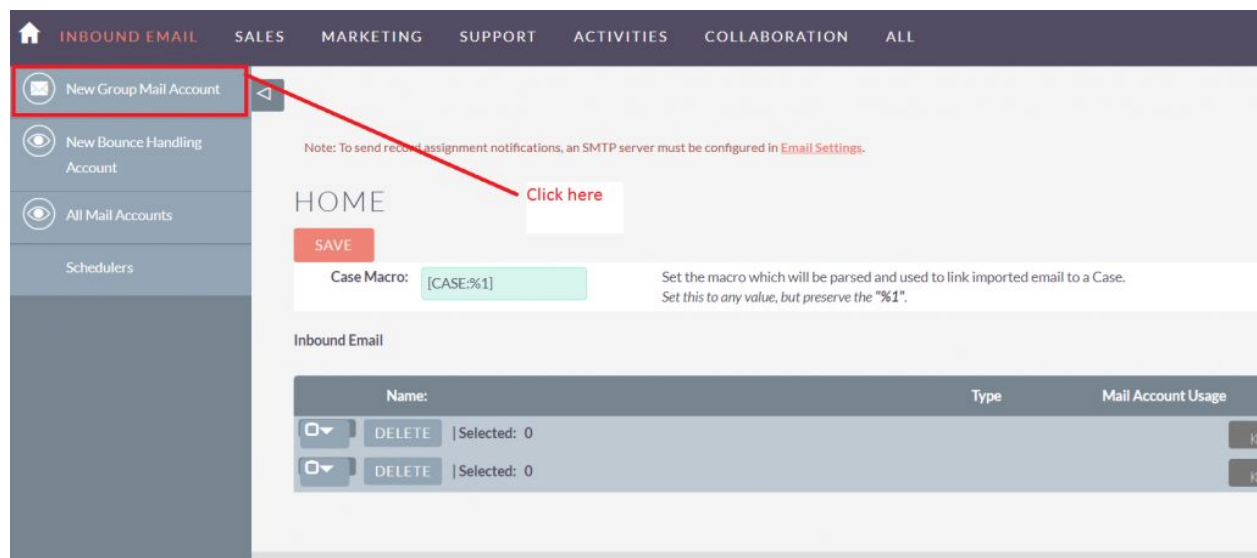 INBOUND EMAIL SALES MARKETING SUPPORT ACTIVITIES COLLABORATION ALL
New Group Mail Account
New Bounce Handling
Account
All Mail Accounts
Schedulers
Note: To send record assignment notifications, an SMTP server must be configured in Email Settings.
Click here
HOME
SAVE
Case Macro: [CASE:%1] Set the macro which will be parsed and used to link imported email to a Case.
Set this to any value, but preserve the "%1".
Inbound Email
Name: Type Mail Account Usage
DELETE | Selected: 0
DELETE | Selected: 0